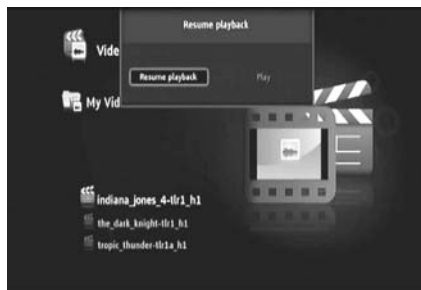 Resume playback
Vide
Resume playback Play
My Vid
indiana_jones_4-tlr1_h1
the_dark_knight-tlr1_h1
tropic_thunder-tlr1a_h1